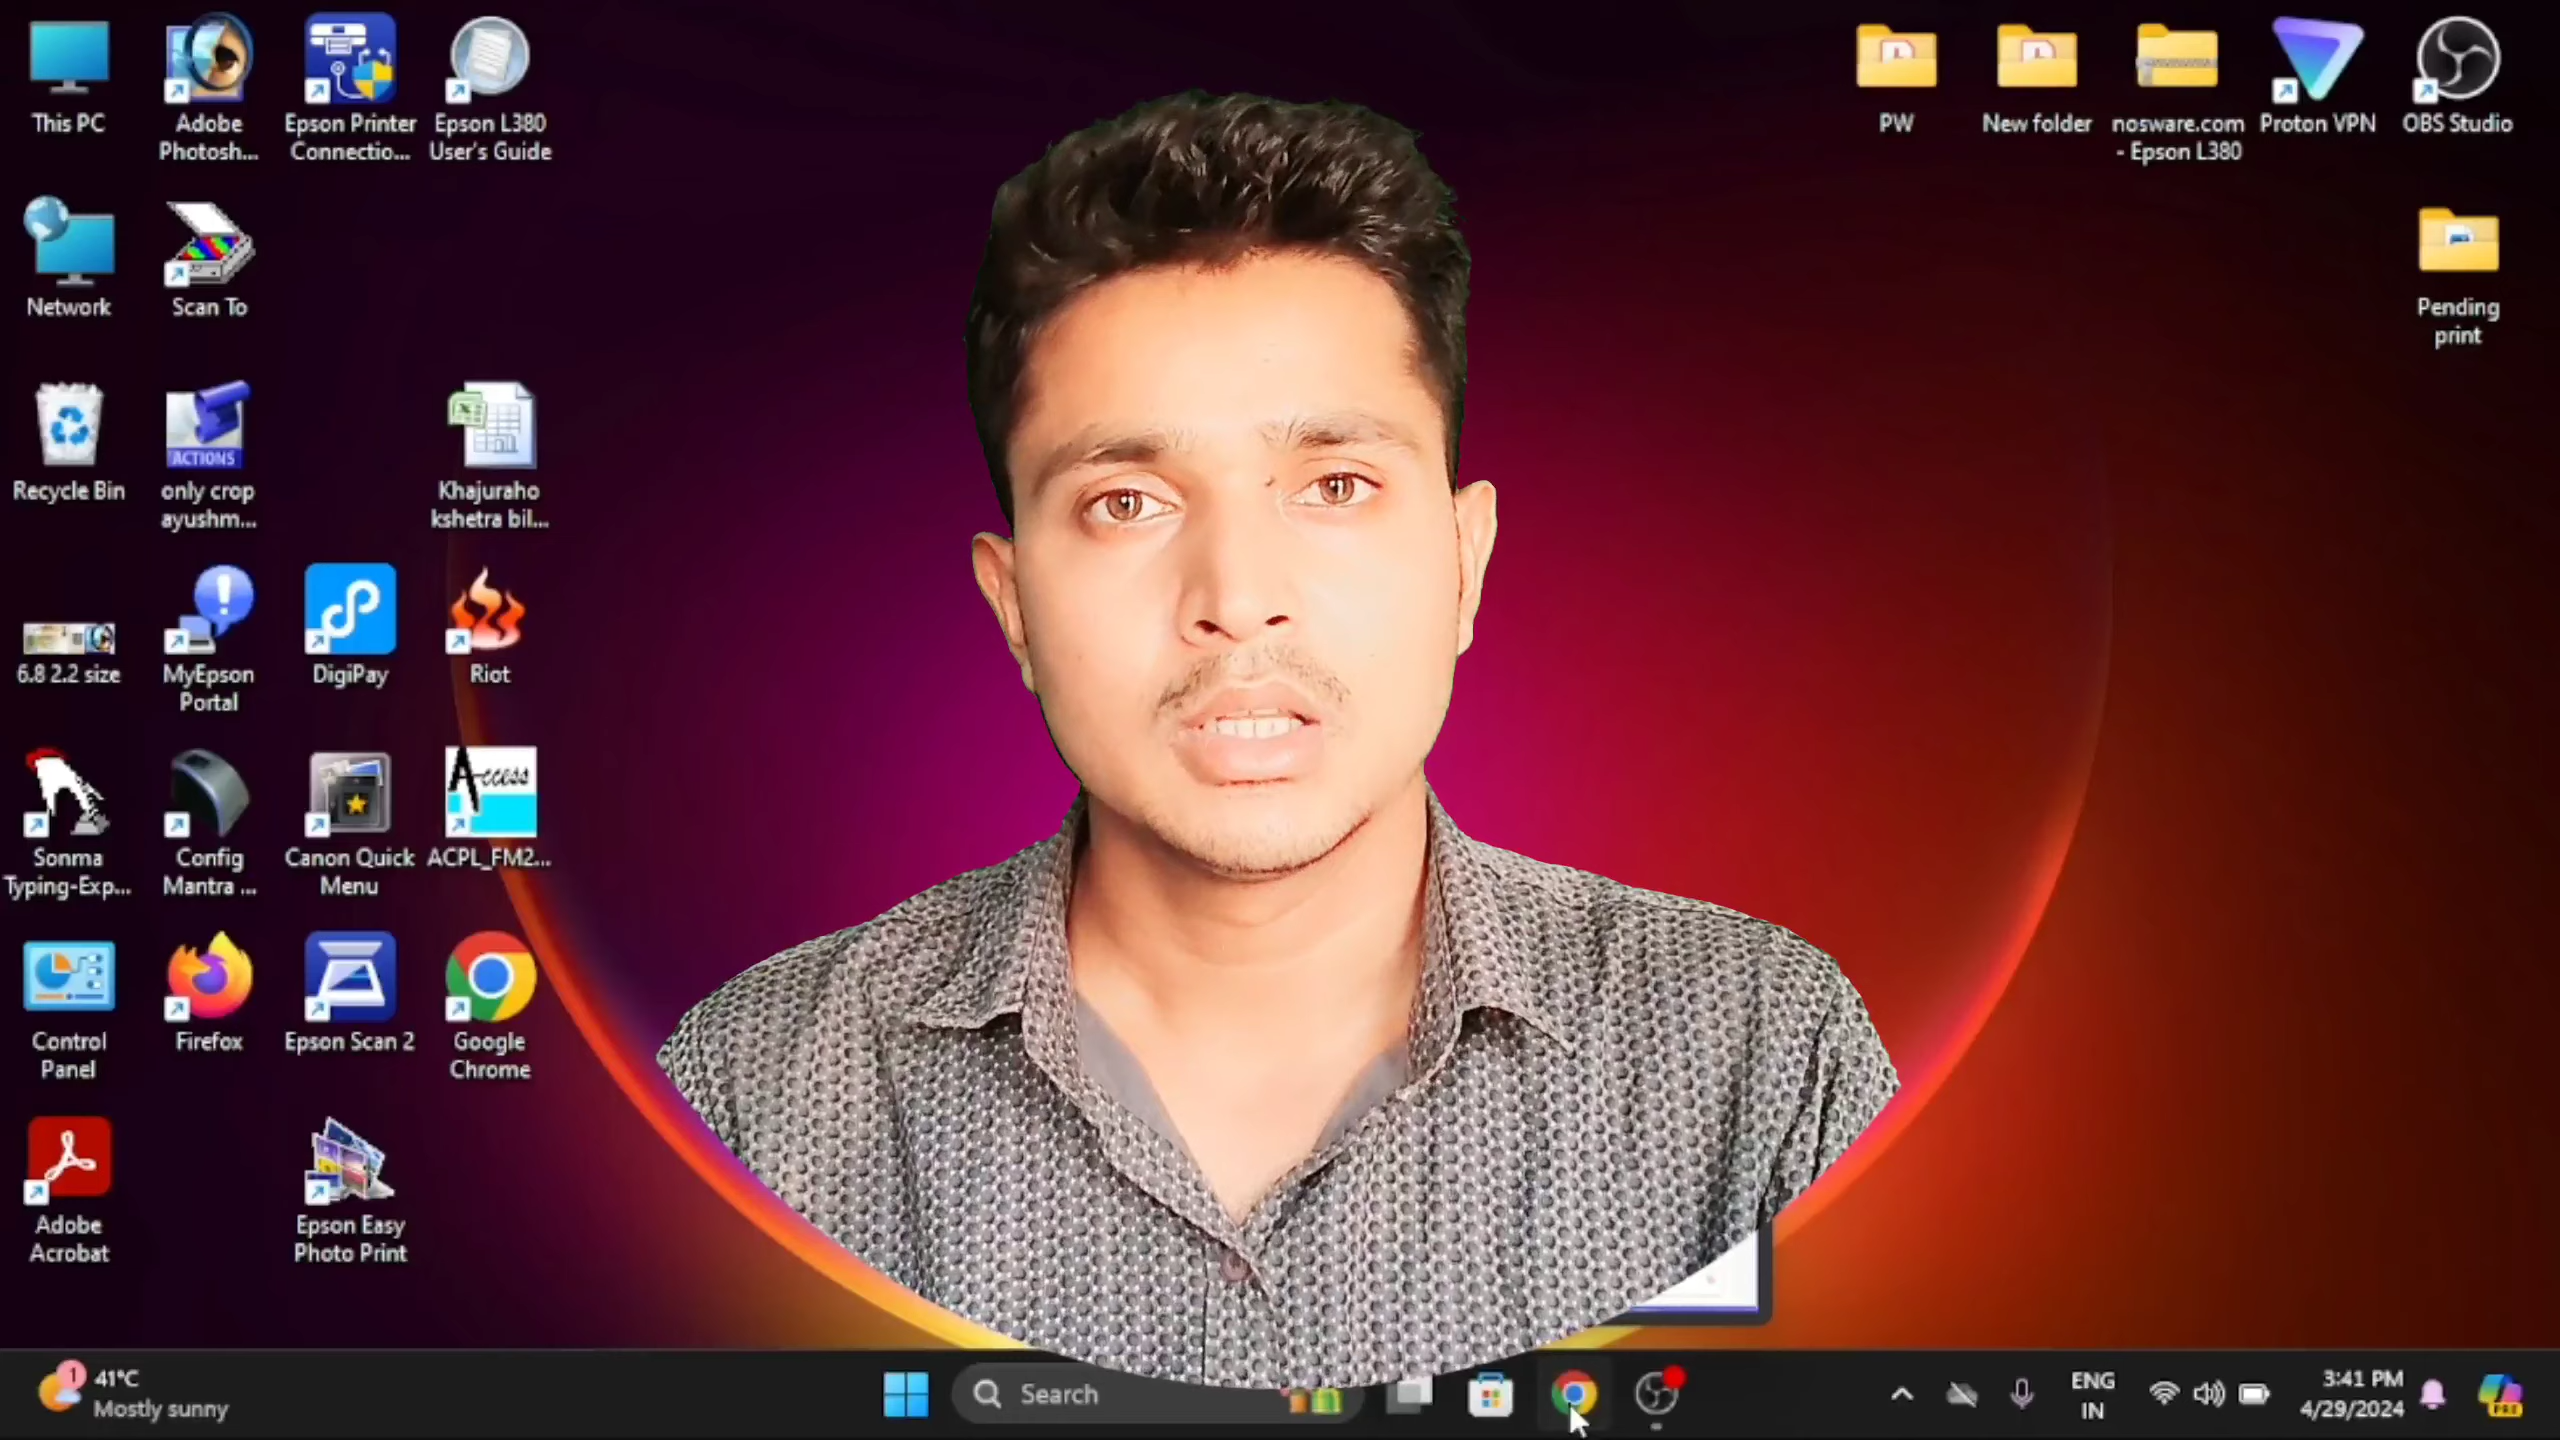 This PC
Adobe
Photosh...
Epson Printer
Connectio...
Epson L380
User's Guide
PW
New folder
nosware.com
- Epson L380
Proton VPN
OBS Studio
Network
Scan To
Pending
print
Recycle Bin
ACTIONS
only crop
ayushm...
Khajuraho
kshetra bil...
6.8 2.2 size
MyEpson
Portal
DigiPay
Riot
Sonma
Typing-Exp...
Config
Mantra ...
Canon Quick
Menu
Access
ACPL_FM2...
Control
Panel
Firefox
Epson Scan 2
Google
Chrome
Adobe
Acrobat
Epson Easy
Photo Print
1
41°C
Mostly sunny
Search
ENG
IN
3:41 PM
4/29/2024
PRE